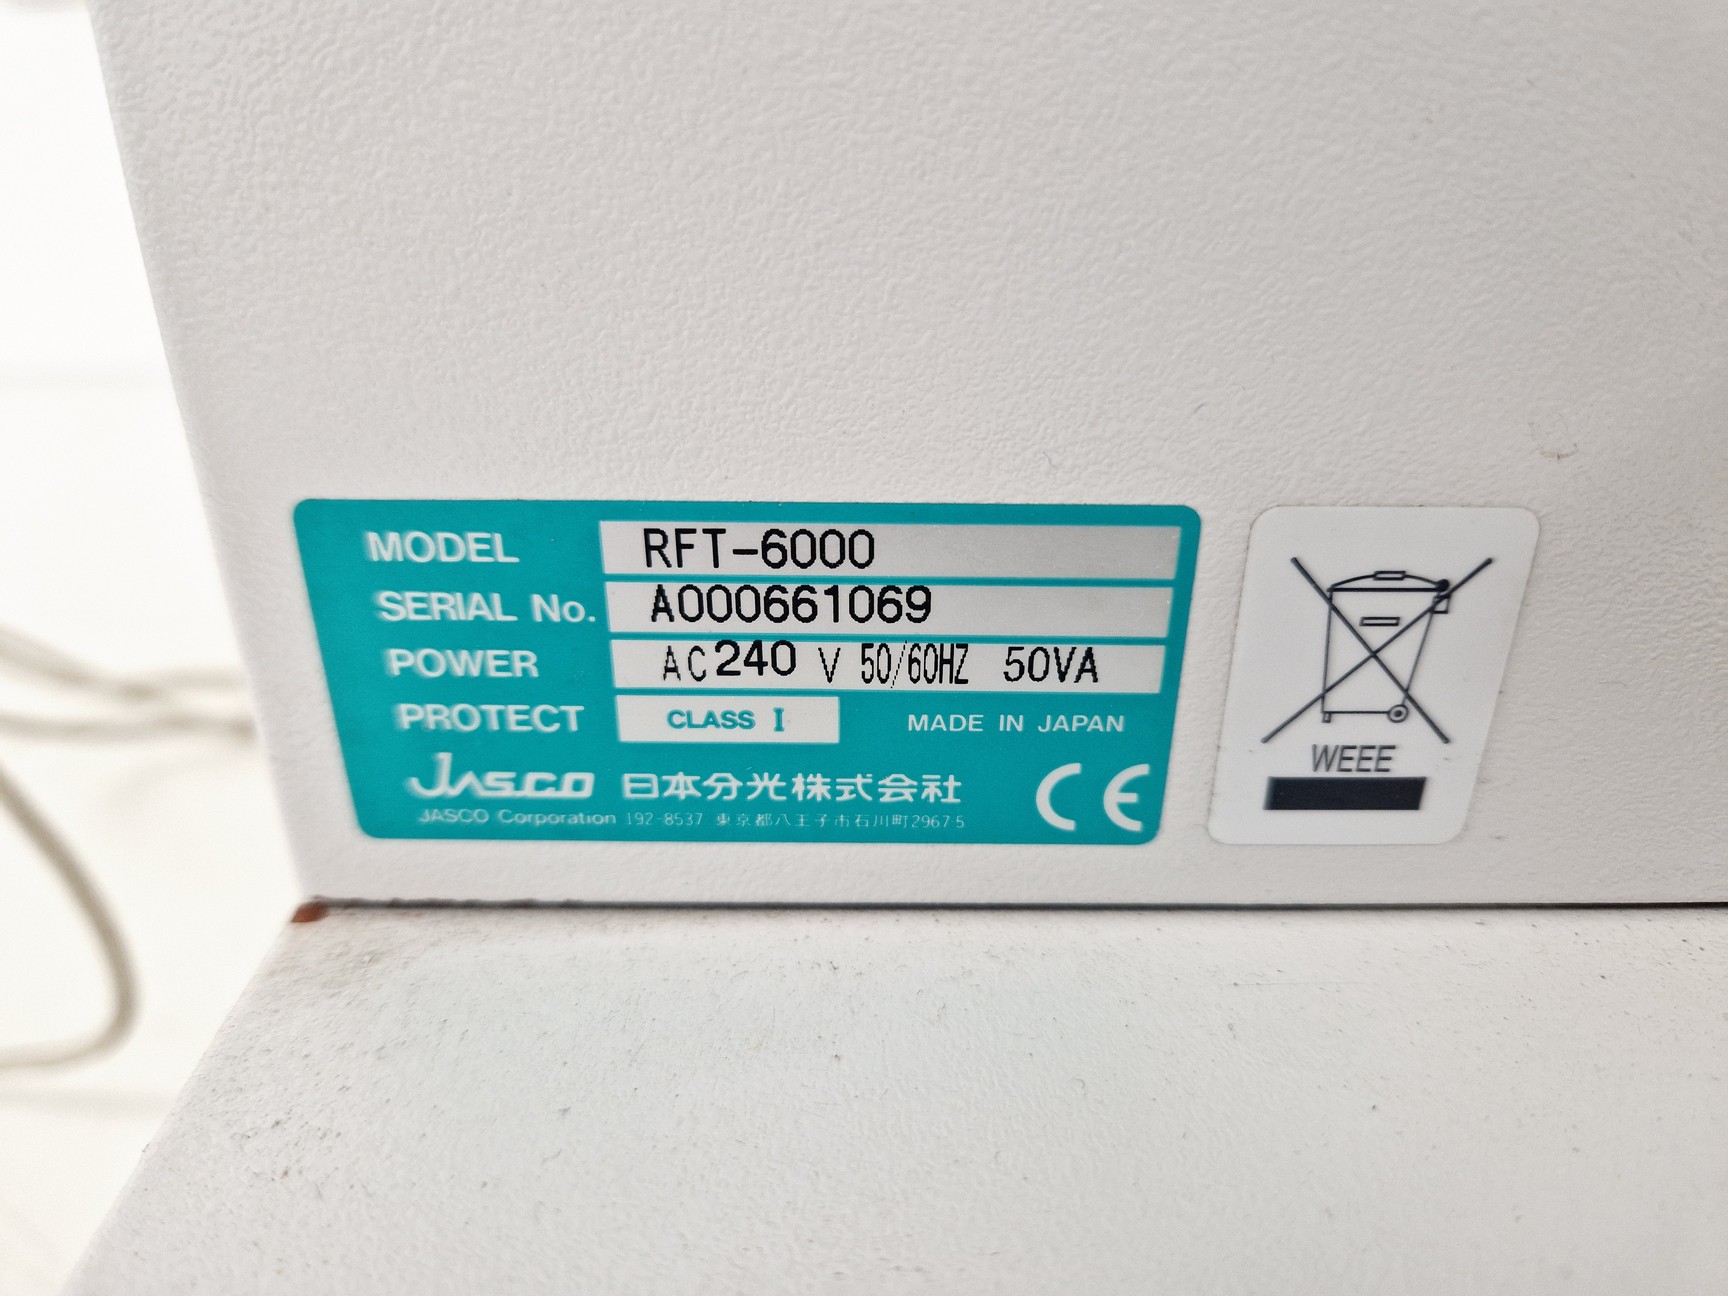 MODEL RFT-6000
SERIAL No. A000661069
POWER AC 240 V 50/60HZ 50VA
PROTECT CLASS I MADE IN JAPAN
JASCO 日本分光株式会社 CE
JASCO Corporation 192-8537 東京都八王子市石川町2967-5
WEEE